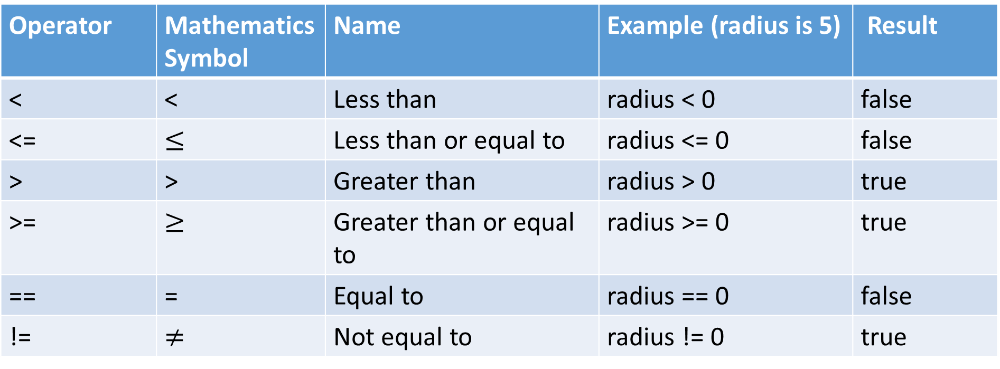 Operator Mathematics Symbol Name Example (radius is 5) Result
< < Less than radius < 0 false
<= ≤ Less than or equal to radius <= 0 false
> > Greater than radius > 0 true
>= ≥ Greater than or equal to radius >= 0 true
== = Equal to radius == 0 false
!= ≠ Not equal to radius != 0 true